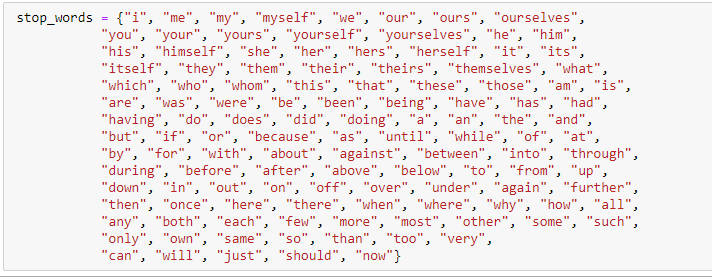 stop_words = {"i", "me", "my", "myself", "we", "our", "ours", "ourselves",
"you", "your", "yours", "yourself", "yourselves", "he", "him",
"his", "himself", "she", "her", "hers", "herself", "it", "its",
"itself", "they", "them", "their", "theirs", "themselves", "what",
"which", "who", "whom", "this", "that", "these", "those", "am", "is",
"are", "was", "were", "be", "been", "being", "have", "has", "had",
"having", "do", "does", "did", "doing", "a", "an", "the", "and",
"but", "if", "or", "because", "as", "until", "while", "of", "at",
"by", "for", "with", "about", "against", "between", "into", "through",
"during", "before", "after", "above", "below", "to", "from", "up",
"down", "in", "out", "on", "off", "over", "under", "again", "further",
"then", "once", "here", "there", "when", "where", "why", "how", "all",
"any", "both", "each", "few", "more", "most", "other", "some", "such",
"only", "own", "same", "so", "than", "too", "very",
"can", "will", "just", "should", "now"}